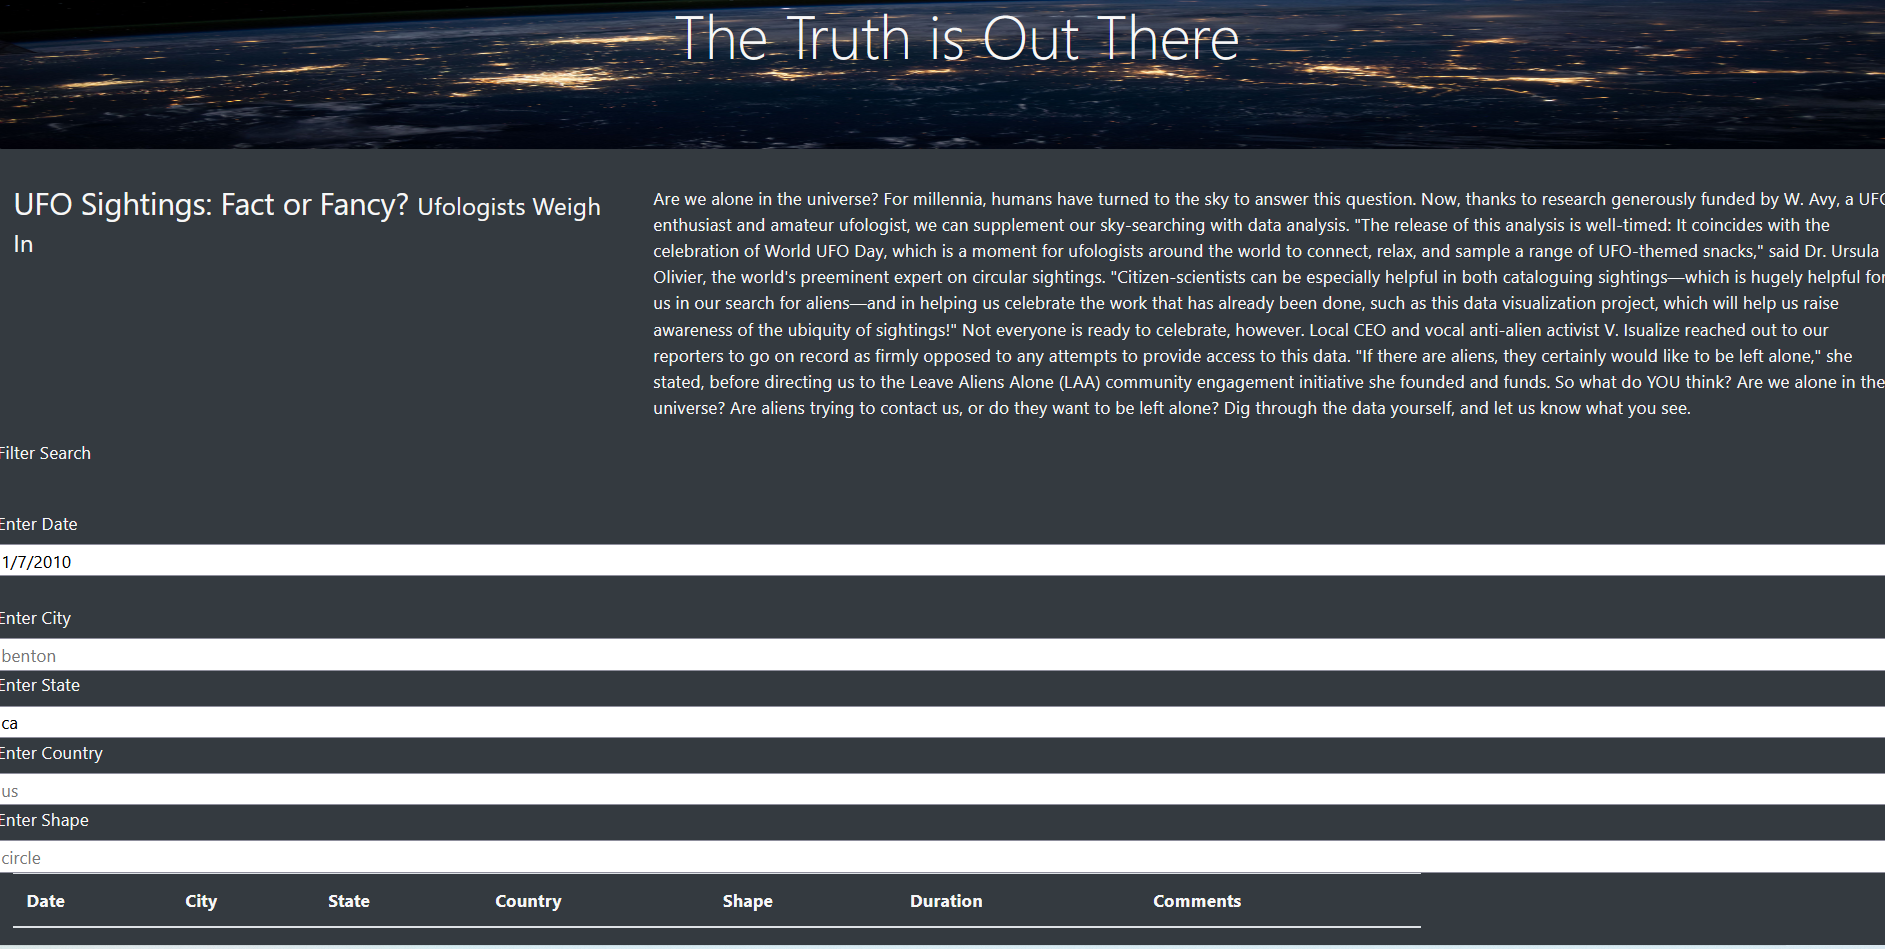 The Truth is Out There
UFO Sightings: Fact or Fancy? Ufologists Weigh
In
Are we alone in the universe? For millennia, humans have turned to the sky to answer this question. Now, thanks to research generously funded by W. Avy, a UFO
enthusiast and amateur ufologist, we can supplement our sky-searching with data analysis. "The release of this analysis is well-timed: It coincides with the
celebration of World UFO Day, which is a moment for ufologists around the world to connect, relax, and sample a range of UFO-themed snacks," said Dr. Ursula
Olivier, the world's preeminent expert on circular sightings. "Citizen-scientists can be especially helpful in both cataloguing sightings—which is hugely helpful for
us in our search for aliens—and in helping us celebrate the work that has already been done, such as this data visualization project, which will help us raise
awareness of the ubiquity of sightings!" Not everyone is ready to celebrate, however. Local CEO and vocal anti-alien activist V. Isualize reached out to our
reporters to go on record as firmly opposed to any attempts to provide access to this data. "If there are aliens, they certainly would like to be left alone," she
stated, before directing us to the Leave Aliens Alone (LAA) community engagement initiative she founded and funds. So what do YOU think? Are we alone in the
universe? Are aliens trying to contact us, or do they want to be left alone? Dig through the data yourself, and let us know what you see.
Filter Search
Enter Date
1/7/2010
Enter City
benton
Enter State
ca
Enter Country
us
Enter Shape
circle
Date City State Country Shape Duration Comments